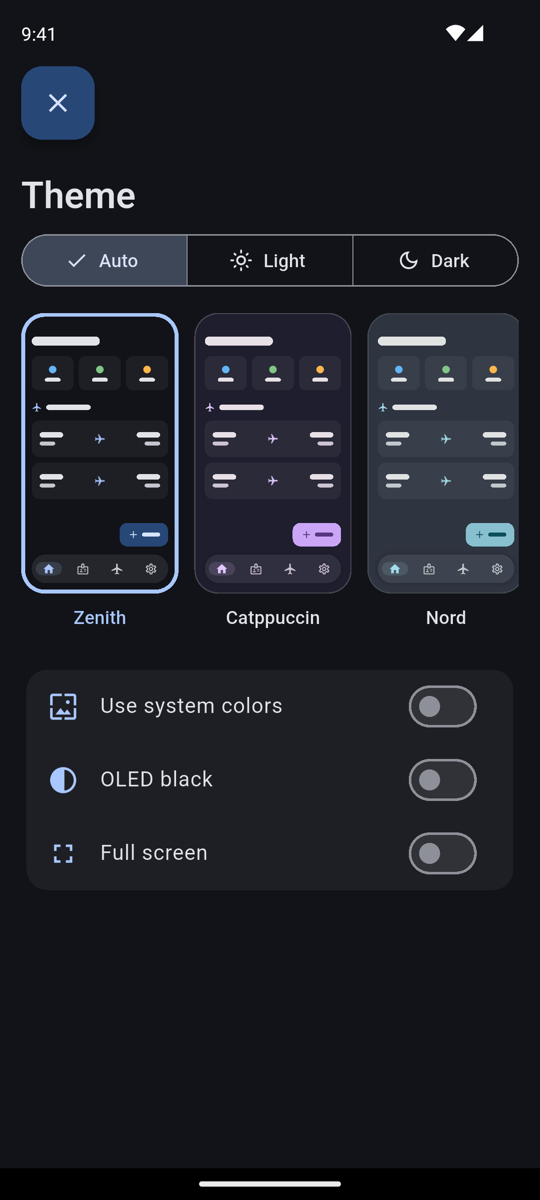 9:41
Theme
Auto Light Dark
Zenith Catppuccin Nord
Use system colors
OLED black
Full screen